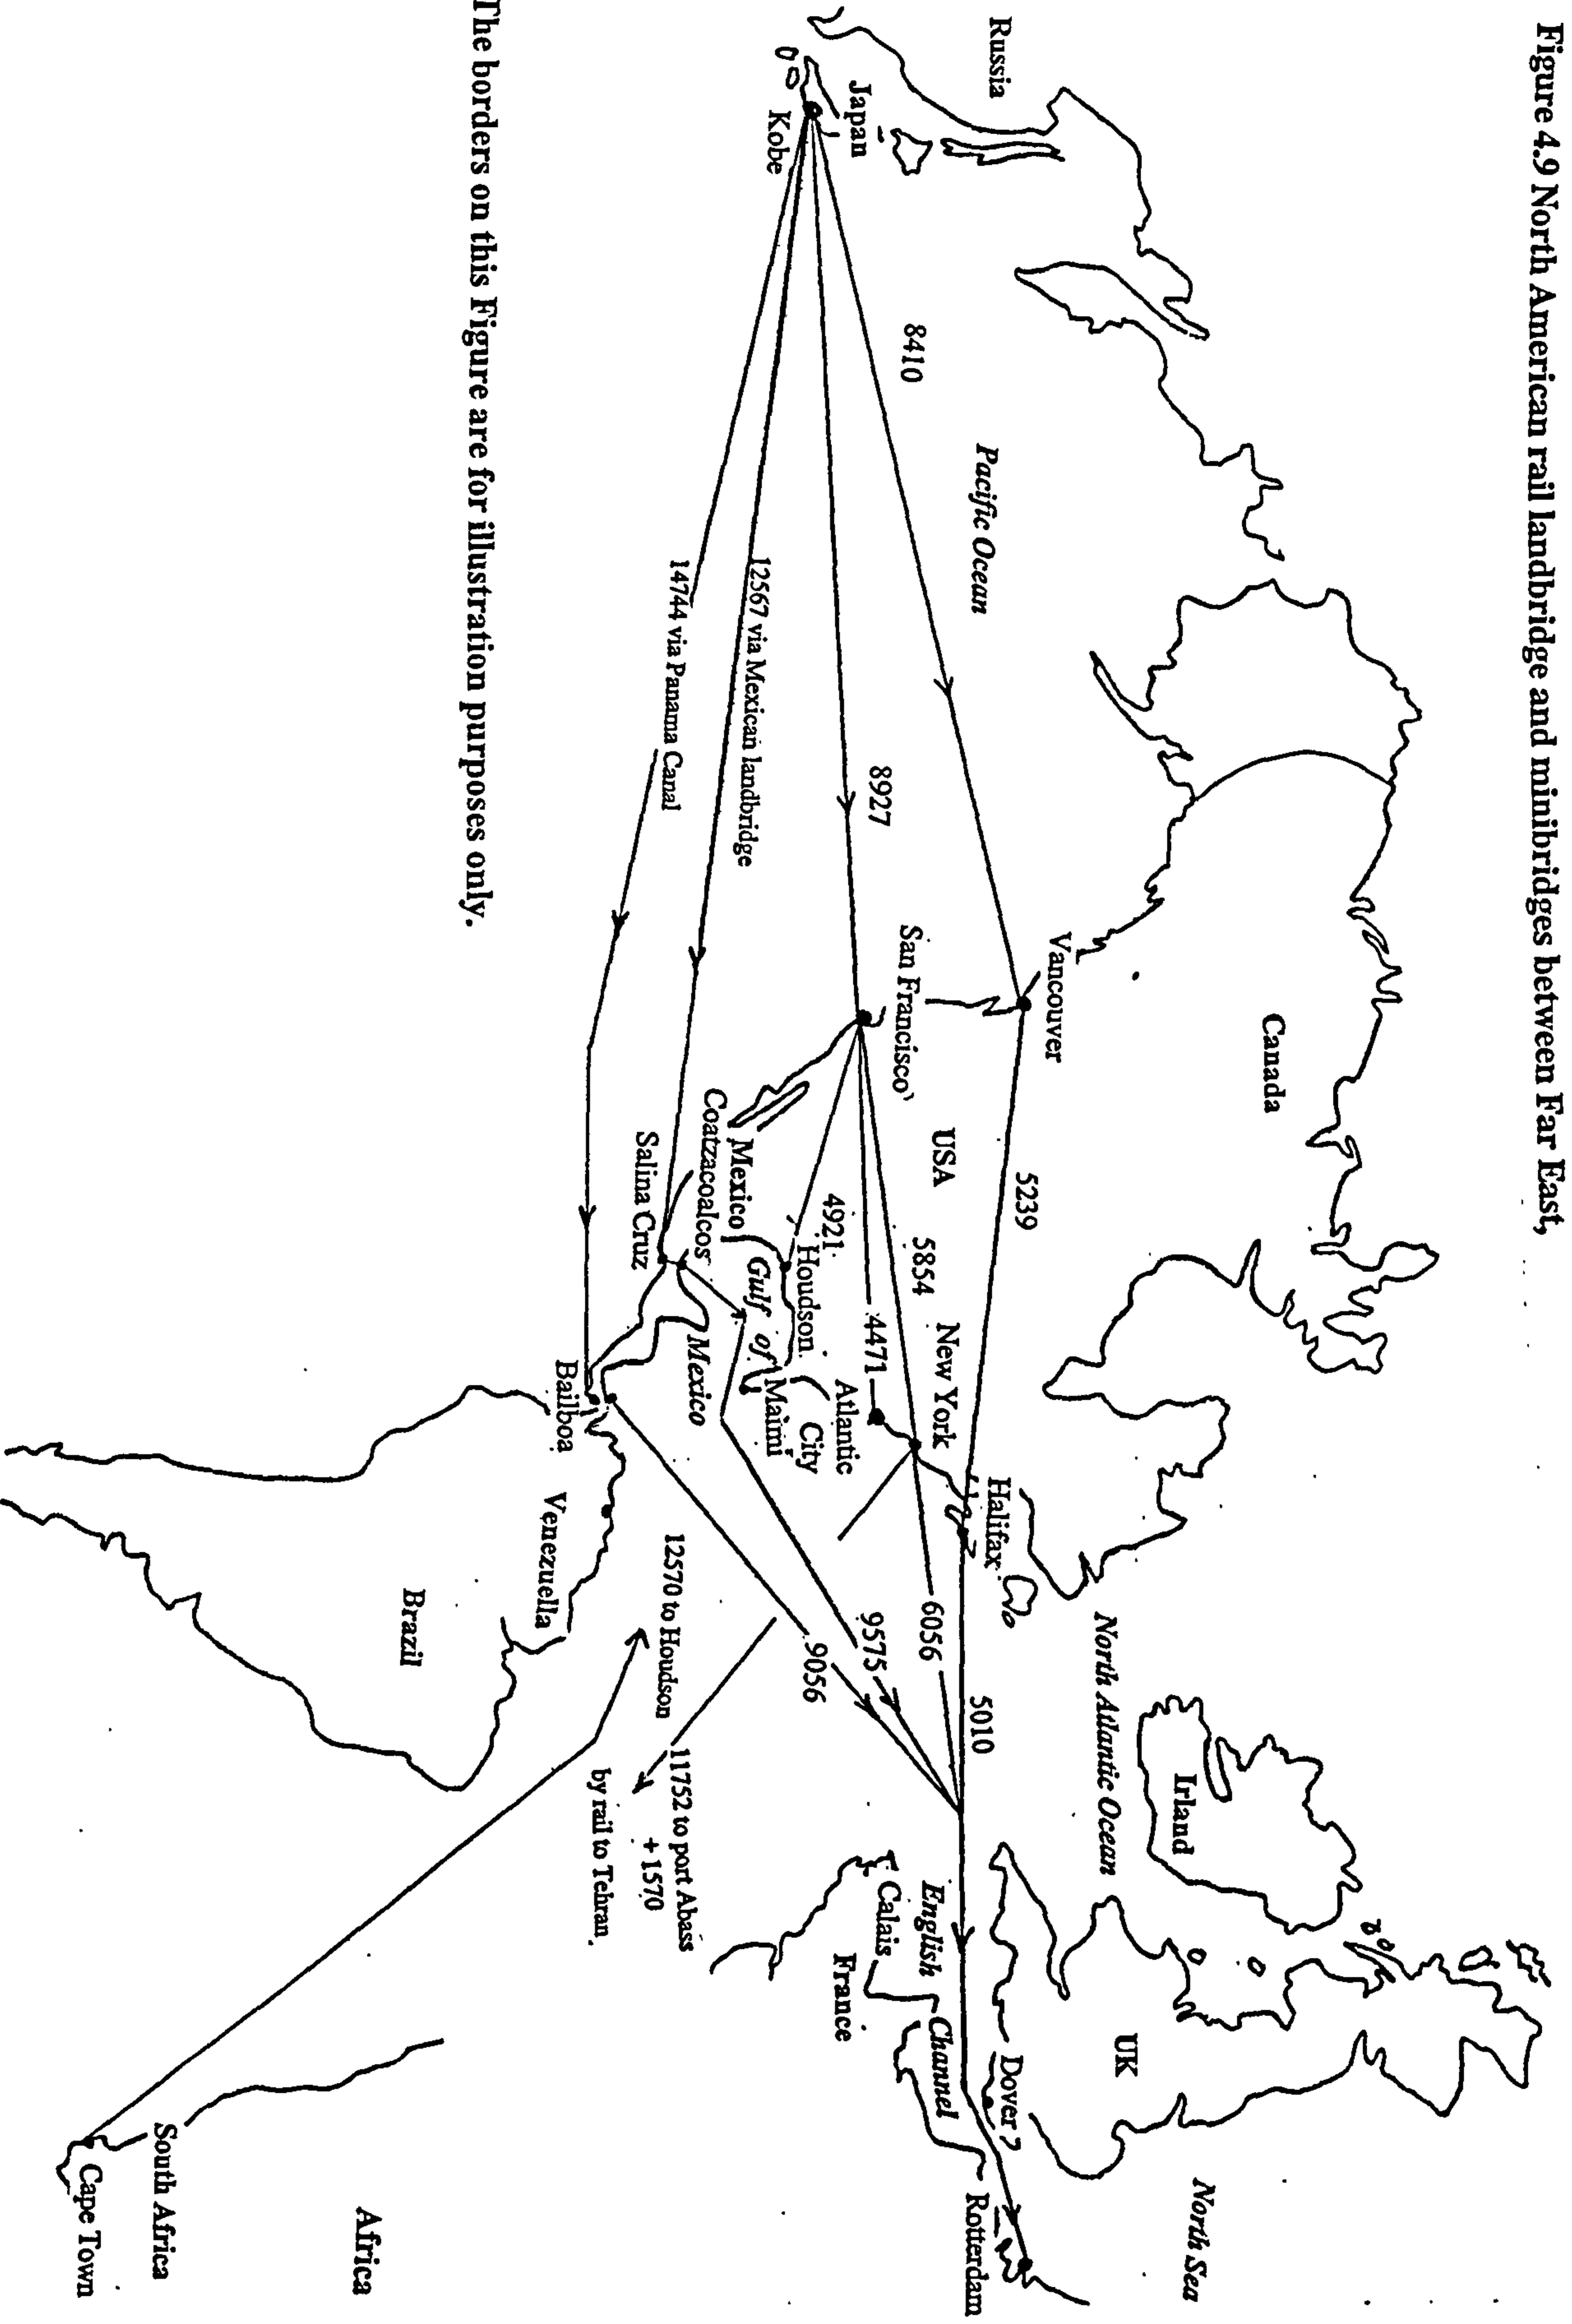 Figure 4.9 North American rail landbridge and minibridges between Far East,
Russia
Japan
Kobe
8410
Pacific Ocean
8927
12567 via Mexican landbridge
14744 via Panama Canal
Vancouver
San Francisco
Canada
USA
5239
5854
4921
4471
Houdson
New York
Halifax
Atlantic
City
Maimi
Mexico
Gulf of
Mexico
Coatzacoalcos
Salina Cruz
Bailboa
Venezuella
Brazil
North Atlantic Ocean
5010
6056
9575
9056
12570 to Houdson
11752 to port Abass
+1570
by rail to Tehran
Irland
UK
North Sea
English
Channel
Dover
Calais
France
Rotterdam
Africa
South Africa
Cape Town
The borders on this Figure are for illustration purposes only.